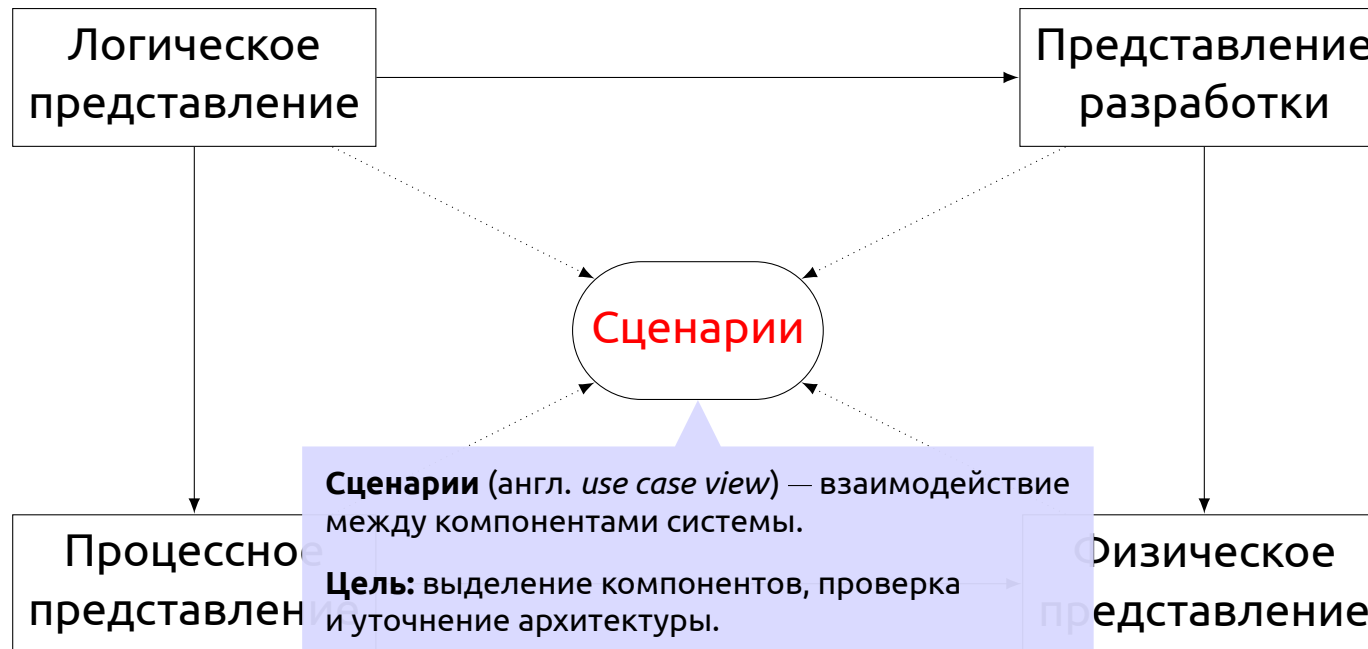 Логическое
представление
Представление
разработки
Сценарии
Сценарии (англ. use case view) — взаимодействие
между компонентами системы.
Цель: выделение компонентов, проверка
и уточнение архитектуры.
Процессное
представление
Физическое
представление